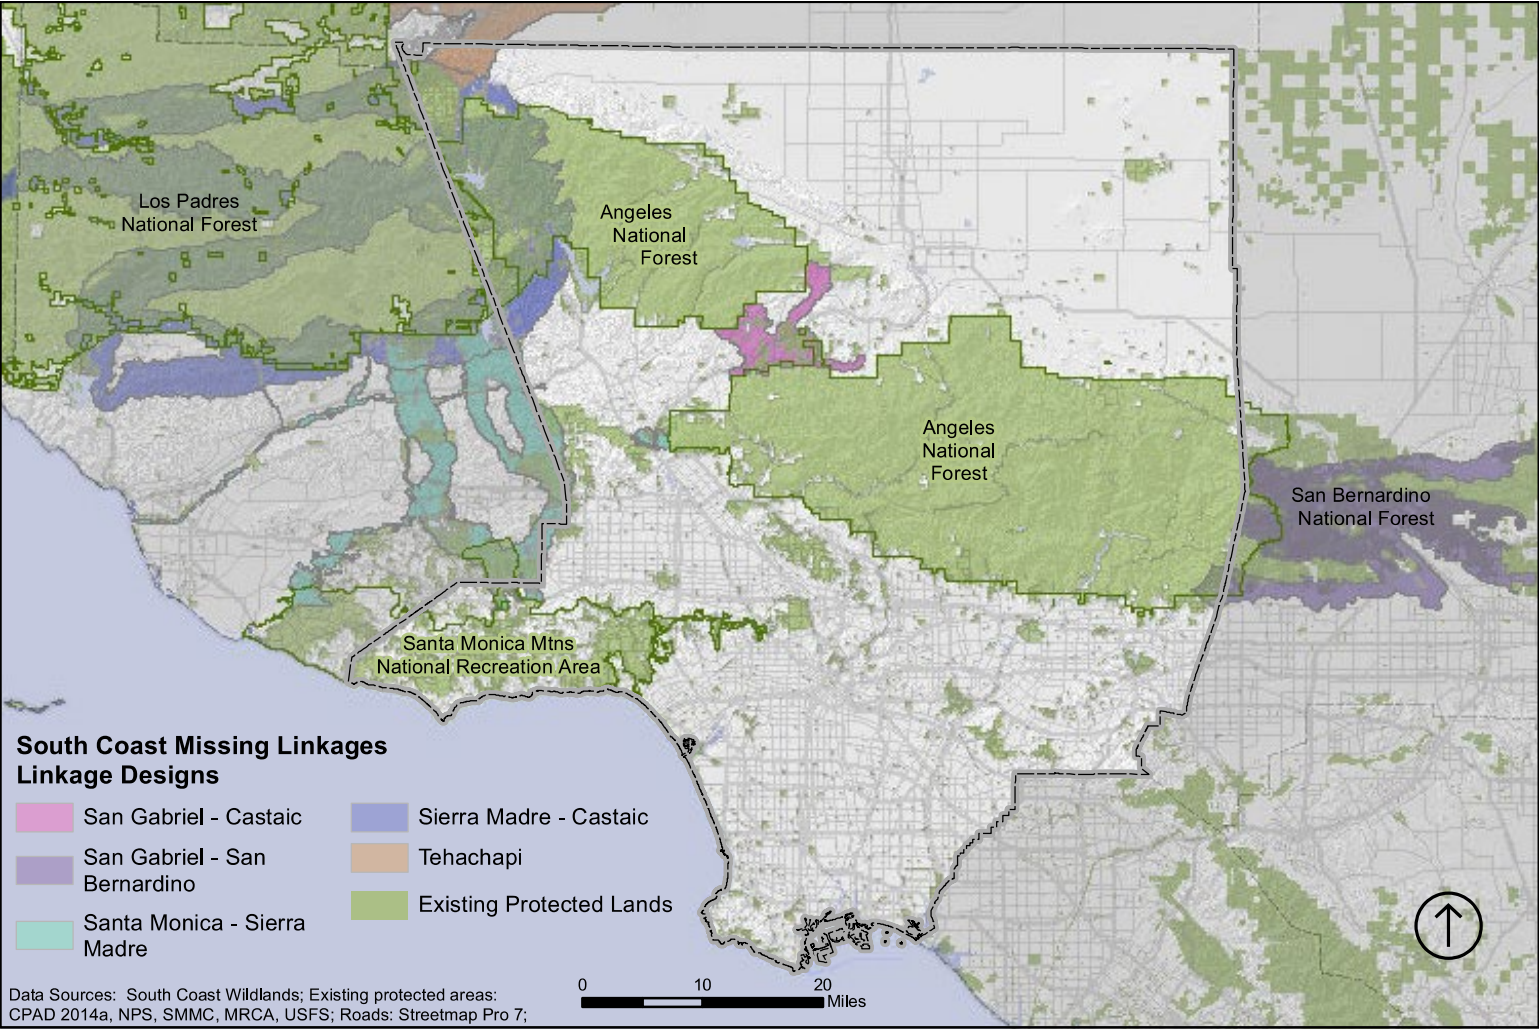 Los Padres
National Forest
Angeles
National
Forest
Angeles
National
Forest
San Bernardino
National Forest
Santa Monica Mtns
National Recreation Area
South Coast Missing Linkages
Linkage Designs
San Gabriel - Castaic
San Gabriel - San
Bernardino
Santa Monica - Sierra
Madre
Sierra Madre - Castaic
Tehachapi
Existing Protected Lands
0 10 20
Miles
Data Sources: South Coast Wildlands; Existing protected areas:
CPAD 2014a, NPS, SMMC, MRCA, USFS; Roads: Streetmap Pro 7;